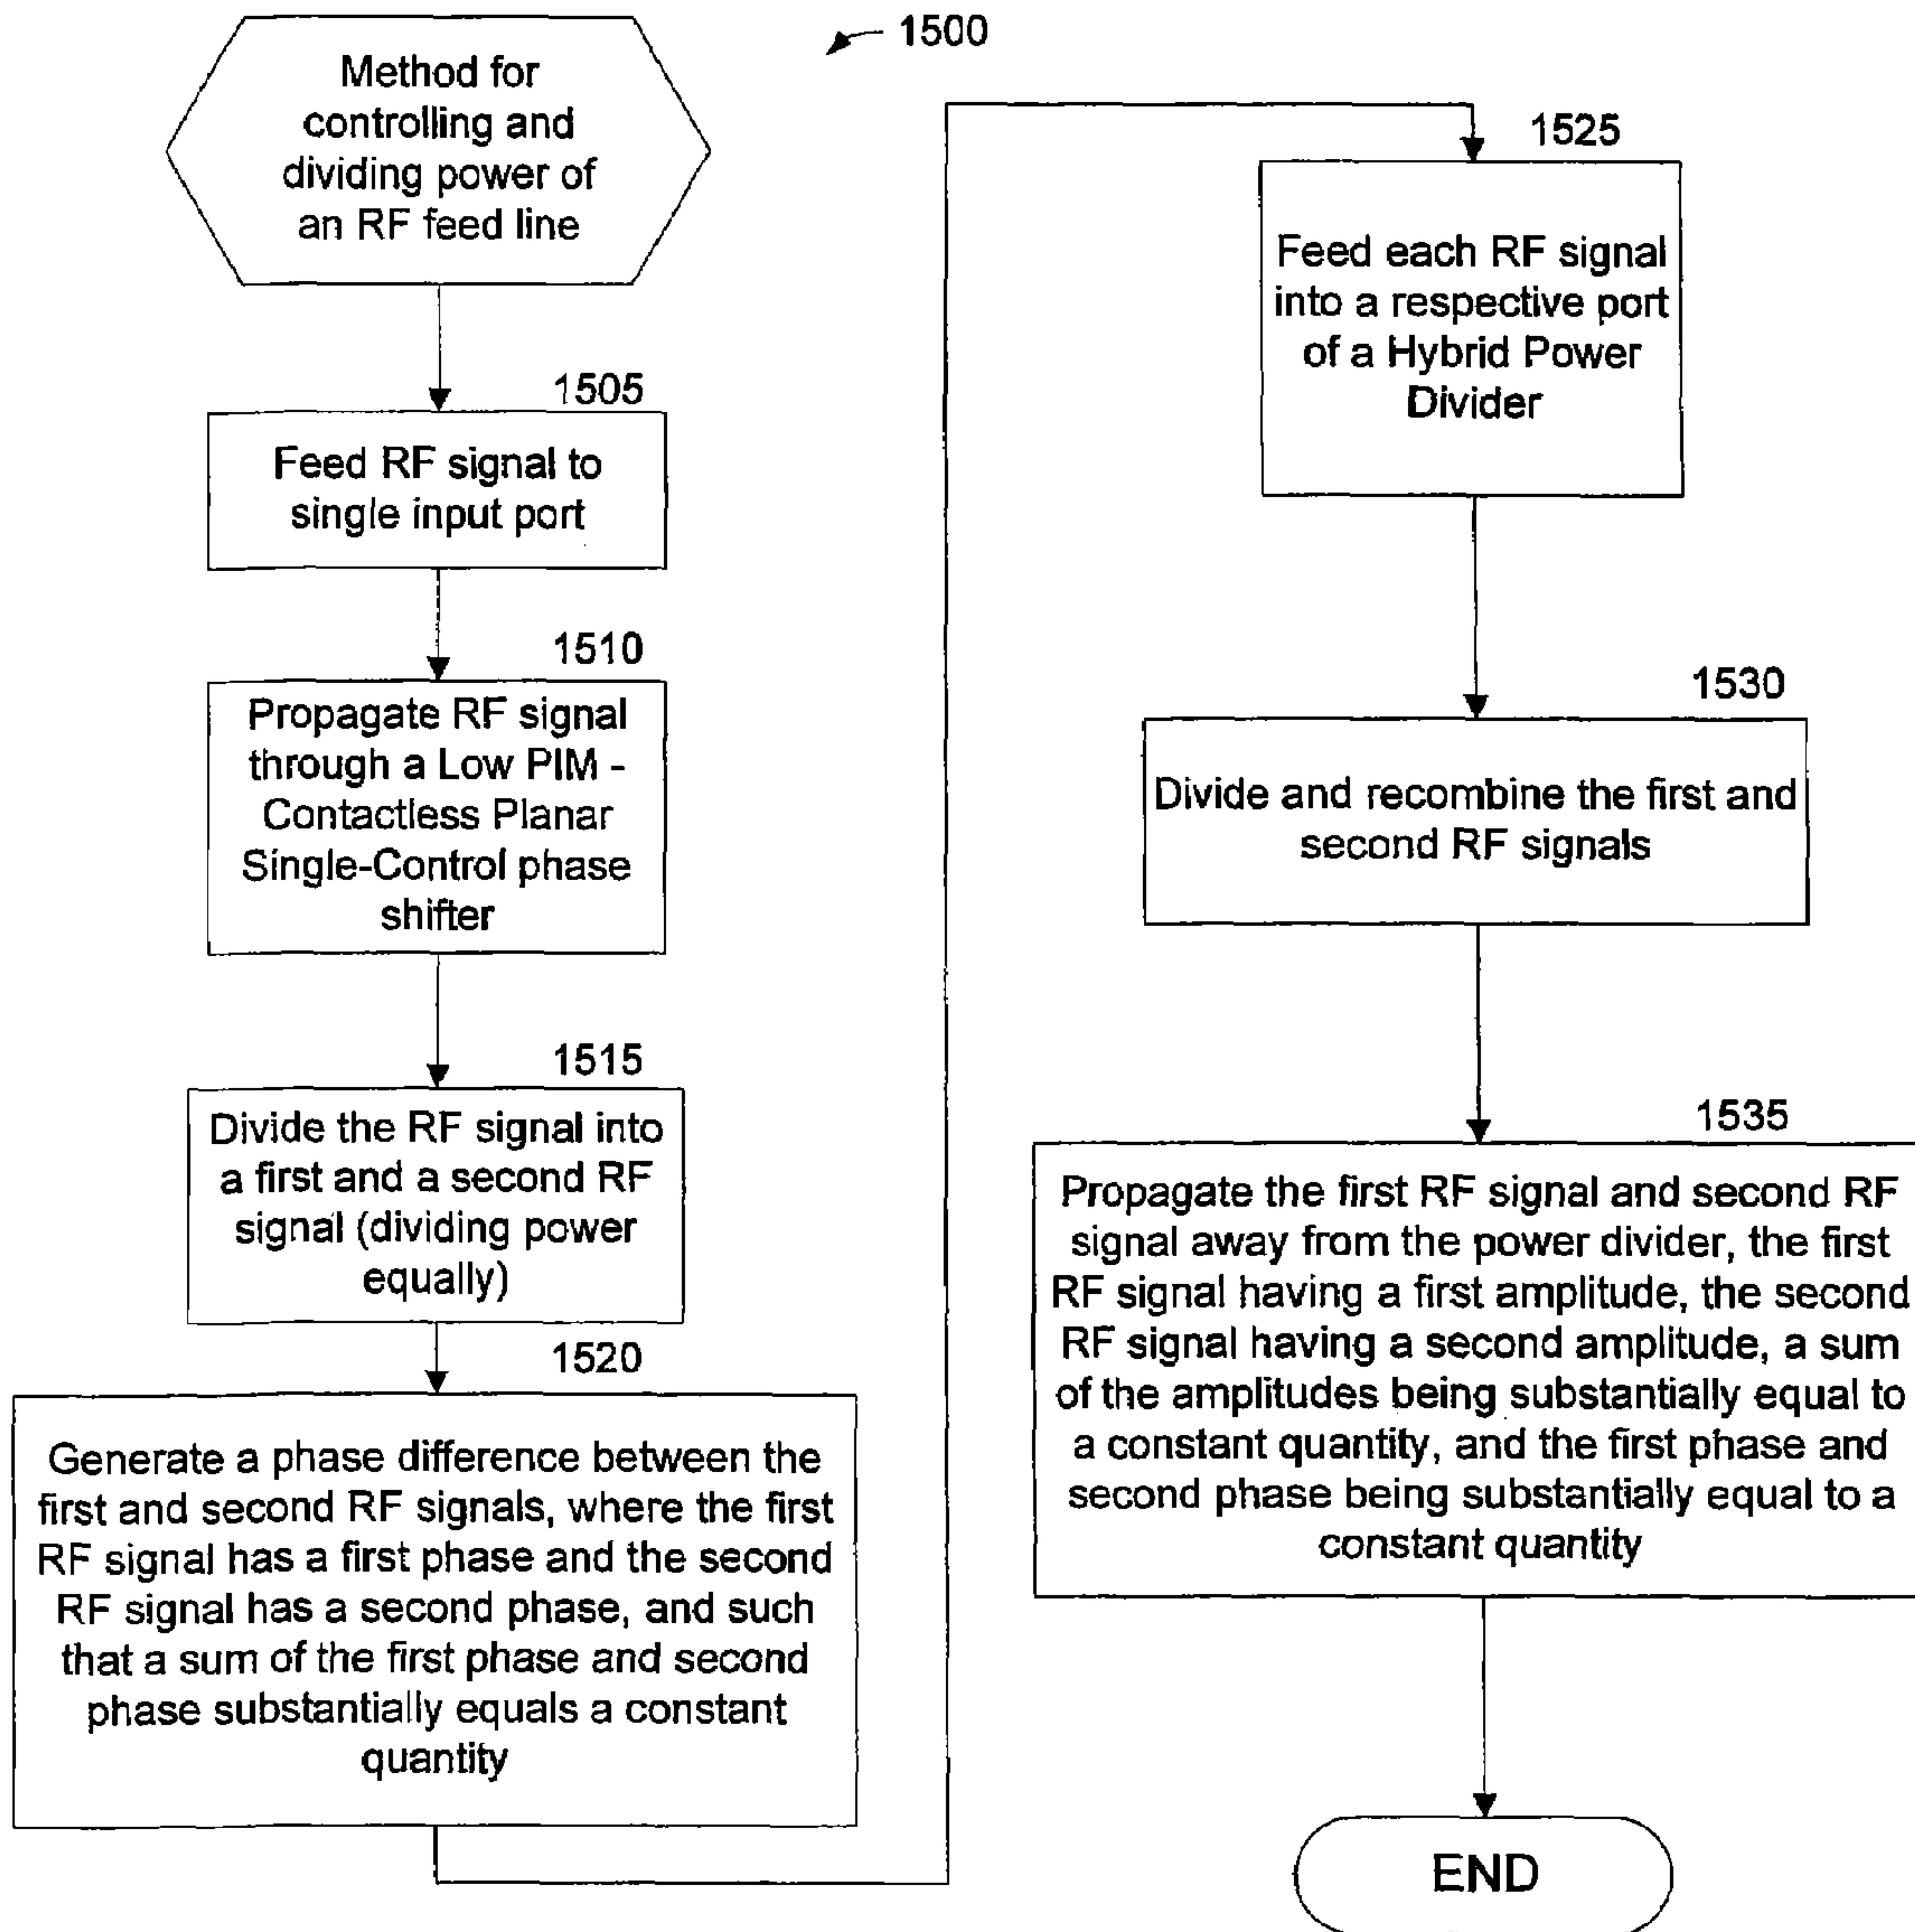 1500
Method for
controlling and
dividing power of
an RF feed line
1505
Feed RF signal to
single input port
1510
Propagate RF signal
through a Low PIM -
Contactless Planar
Single-Control phase
shifter
1515
Divide the RF signal into
a first and a second RF
signal (dividing power
equally)
1520
Generate a phase difference between the
first and second RF signals, where the first
RF signal has a first phase and the second
RF signal has a second phase, and such
that a sum of the first phase and second
phase substantially equals a constant
quantity
1525
Feed each RF signal
into a respective port
of a Hybrid Power
Divider
1530
Divide and recombine the first and
second RF signals
1535
Propagate the first RF signal and second RF
signal away from the power divider, the first
RF signal having a first amplitude, the second
RF signal having a second amplitude, a sum
of the amplitudes being substantially equal to
a constant quantity, and the first phase and
second phase being substantially equal to a
constant quantity
END